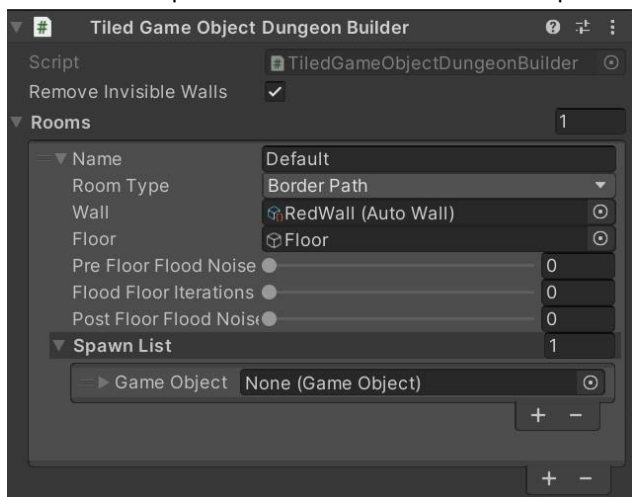 Tiled Game Object Dungeon Builder
Script TiledGameObjectDungeonBuilder
Remove Invisible Walls
Rooms 1
Name Default
Room Type Border Path
Wall RedWall (Auto Wall)
Floor Floor
Pre Floor Flood Noise 0
Flood Floor Iterations 0
Post Floor Flood Nois 0
Spawn List 1
Game Object None (Game Object)
+ −
+ −